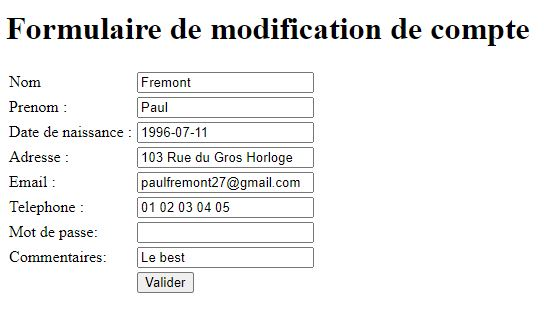 Formulaire de modification de compte
Nom Fremont
Prenom : Paul
Date de naissance : 1996-07-11
Adresse : 103 Rue du Gros Horloge
Email : paulfremont27@gmail.com
Telephone : 01 02 03 04 05
Mot de passe:
Commentaires: Le best
Valider